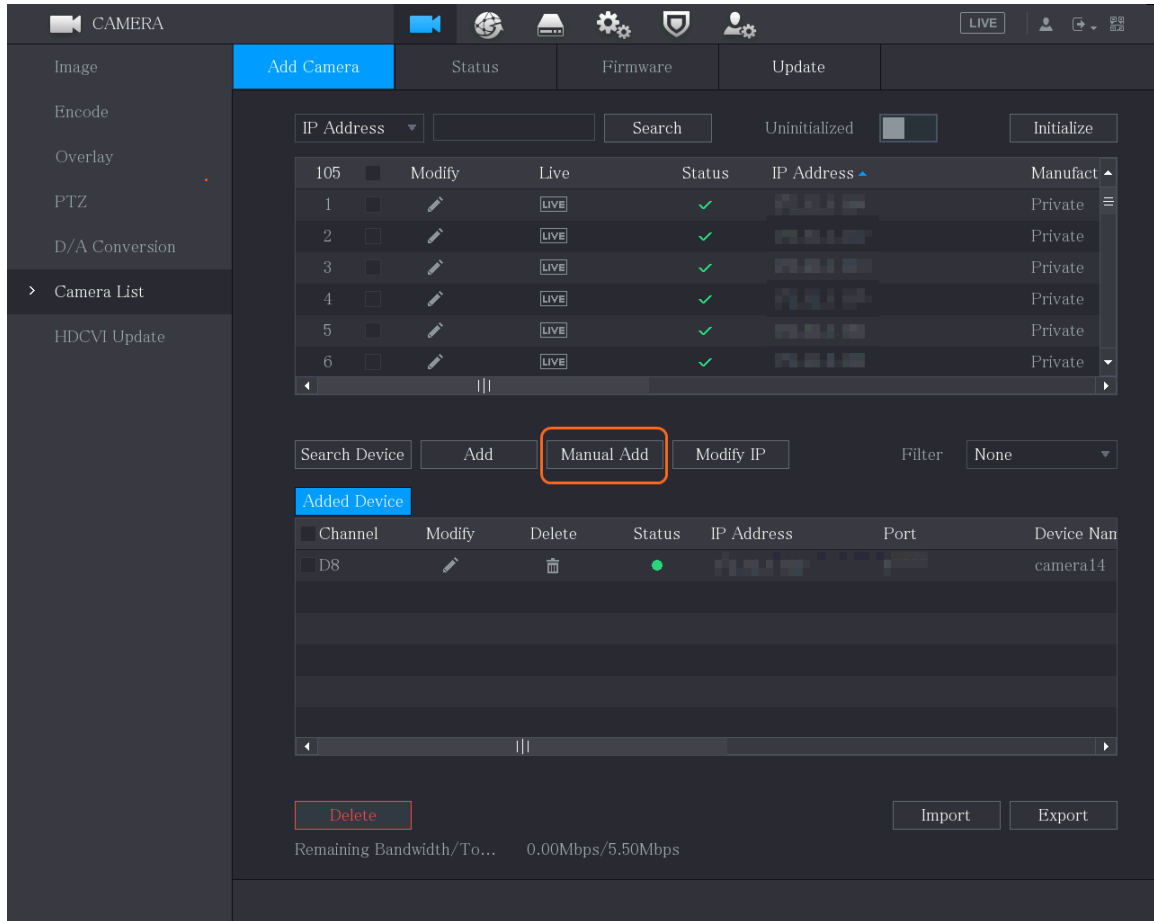 CAMERA LIVE
Image
Encode
Overlay
PTZ
D/A Conversion
Camera List
HDCVI Update
Add Camera Status Firmware Update
IP Address Search Uninitialized Initialize
105 Modify Live Status IP Address Manufact
1 LIVE Private
2 LIVE Private
3 LIVE Private
4 LIVE Private
5 LIVE Private
6 LIVE Private
Search Device Add Manual Add Modify IP Filter None
Added Device
Channel Modify Delete Status IP Address Port Device Nam
D8 camera14
Delete Import Export
Remaining Bandwidth/To... 0.00Mbps/5.50Mbps